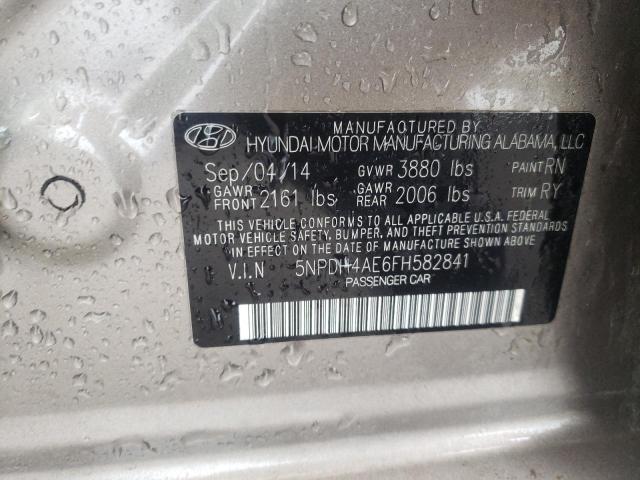 MANUFACTURED BY
HYUNDAI MOTOR MANUFACTURING ALABAMA, LLC
Sep/04/14 GVWR 3880 lbs PAINT RN
GAWR FRONT 2161 lbs GAWR REAR 2006 lbs TRIM RY
THIS VEHICLE CONFORMS TO ALL APPLICABLE U.S.A. FEDERAL
MOTOR VEHICLE SAFETY, BUMPER, AND THEFT PREVENTION STANDARDS
IN EFFECT ON THE DATE OF MANUFACTURE SHOWN ABOVE.
V.I.N 5NPDH4AE6FH582841
PASSENGER CAR